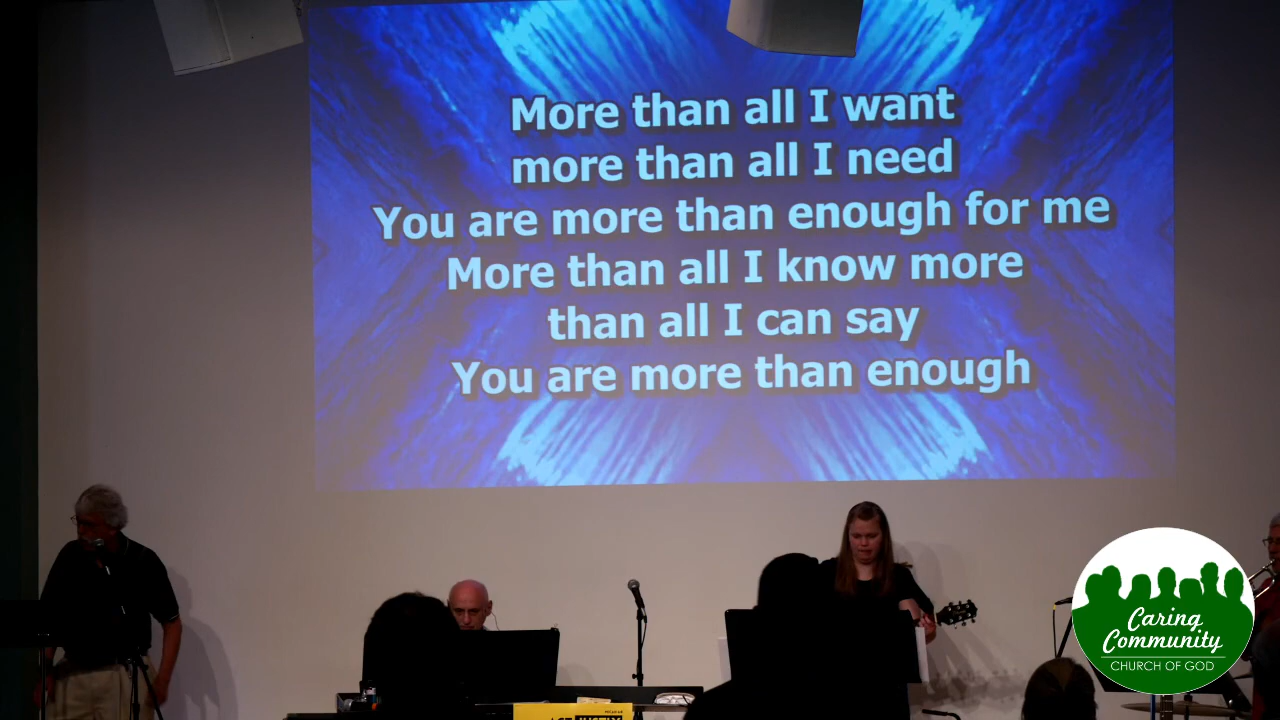 More than all I want
more than all I need
You are more than enough for me
More than all I know more
than all I can say
You are more than enough
Caring
Community
CHURCH OF GOD